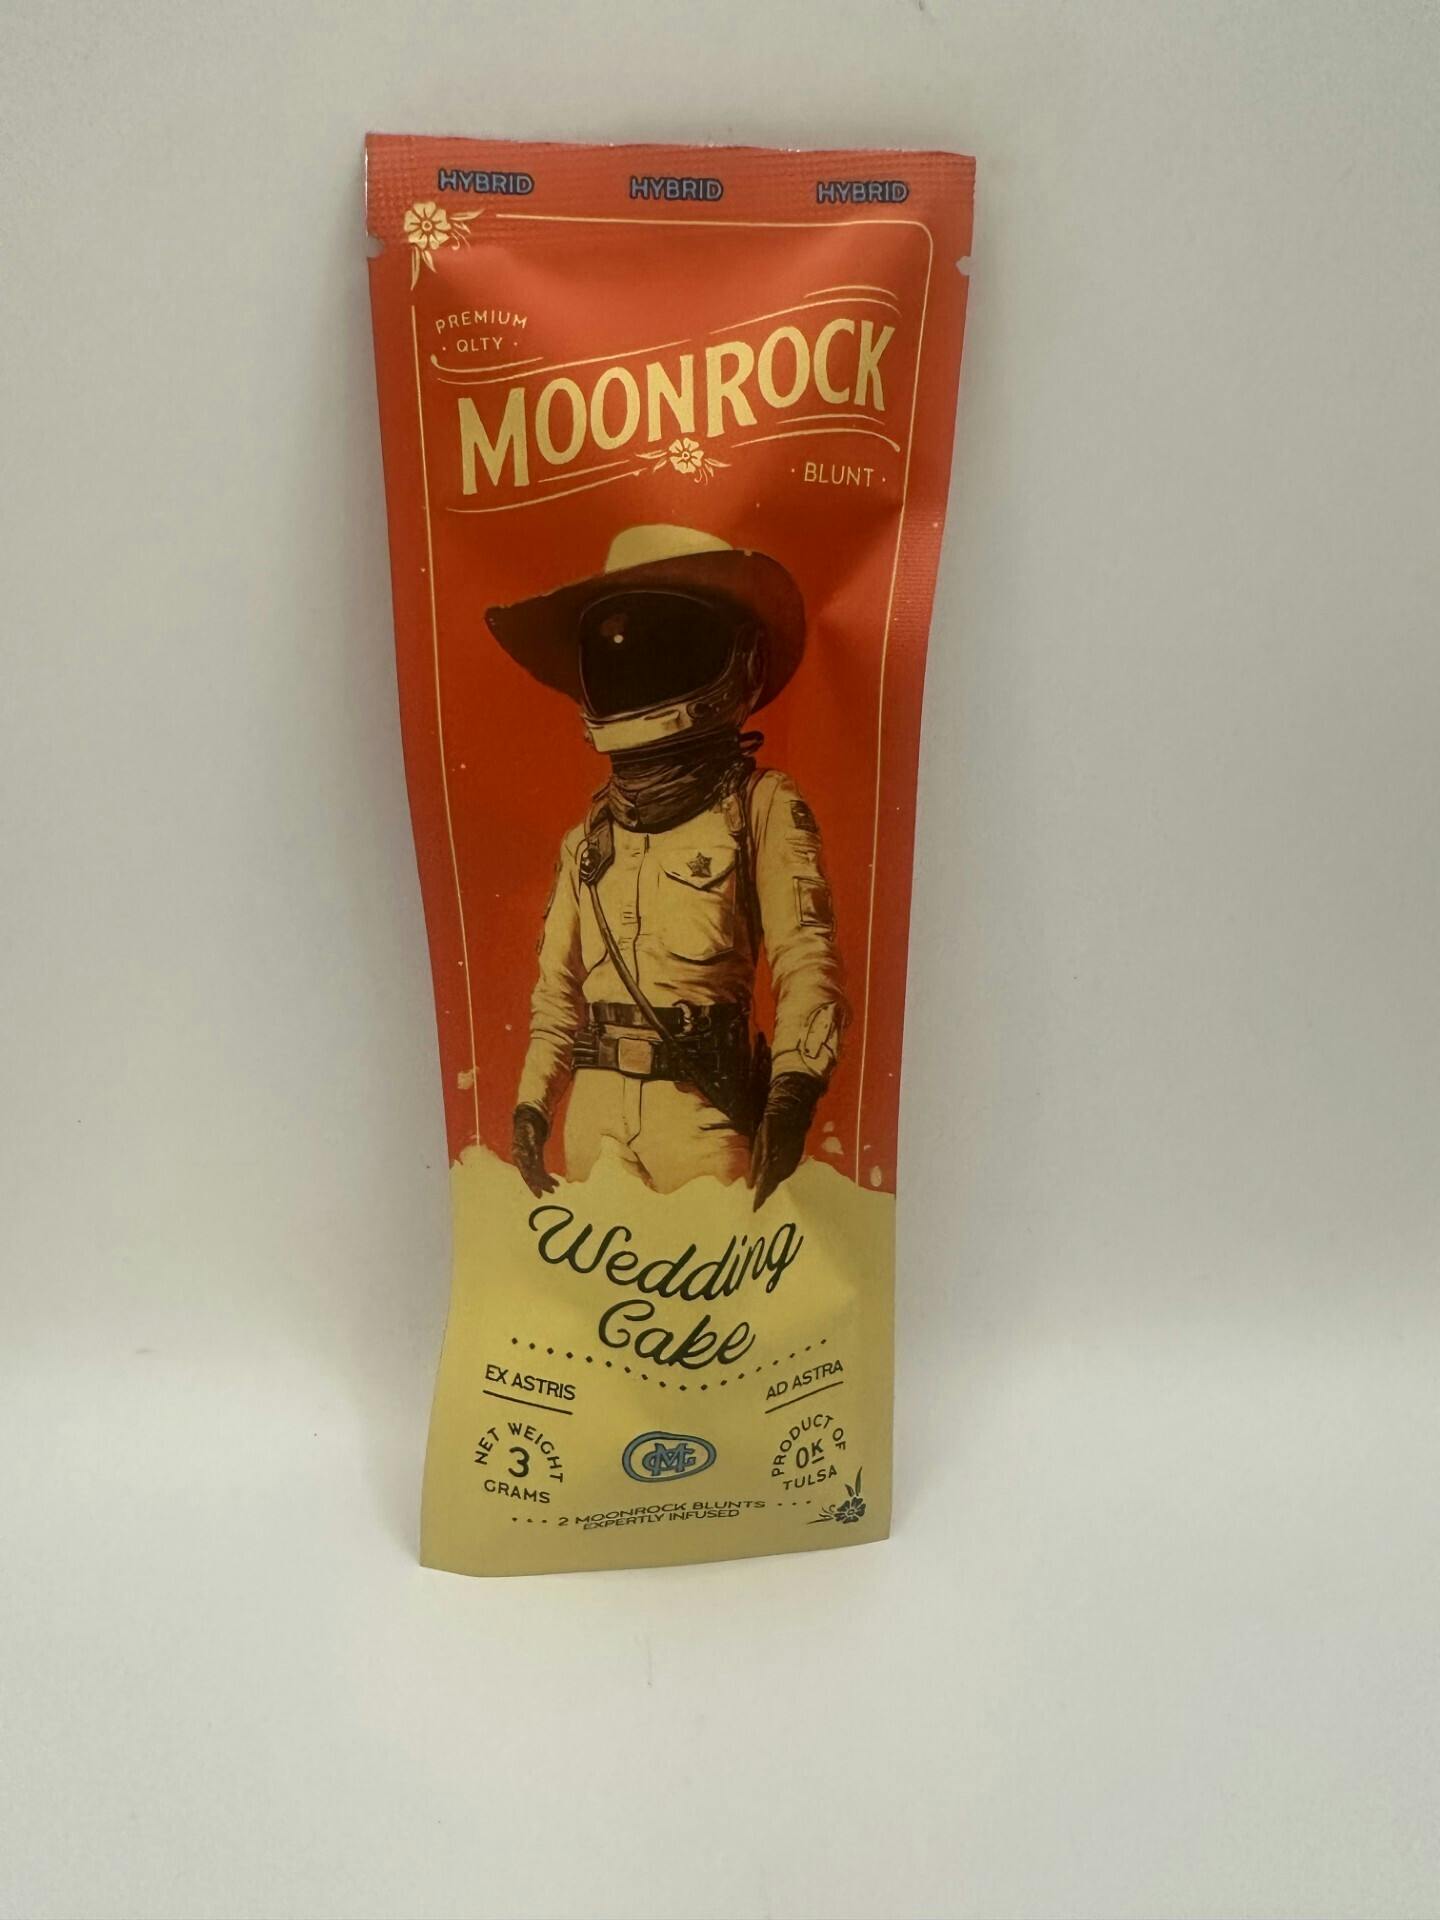 HYBRID HYBRID HYBRID
PREMIUM
· QLTY ·
MOONROCK
· BLUNT ·
Wedding
Cake
EX ASTRIS
AD ASTRA
NET WEIGHT
3
GRAMS
PRODUCT OF
OK
TULSA
2 MOONROCK BLUNTS
EXPERTLY INFUSED